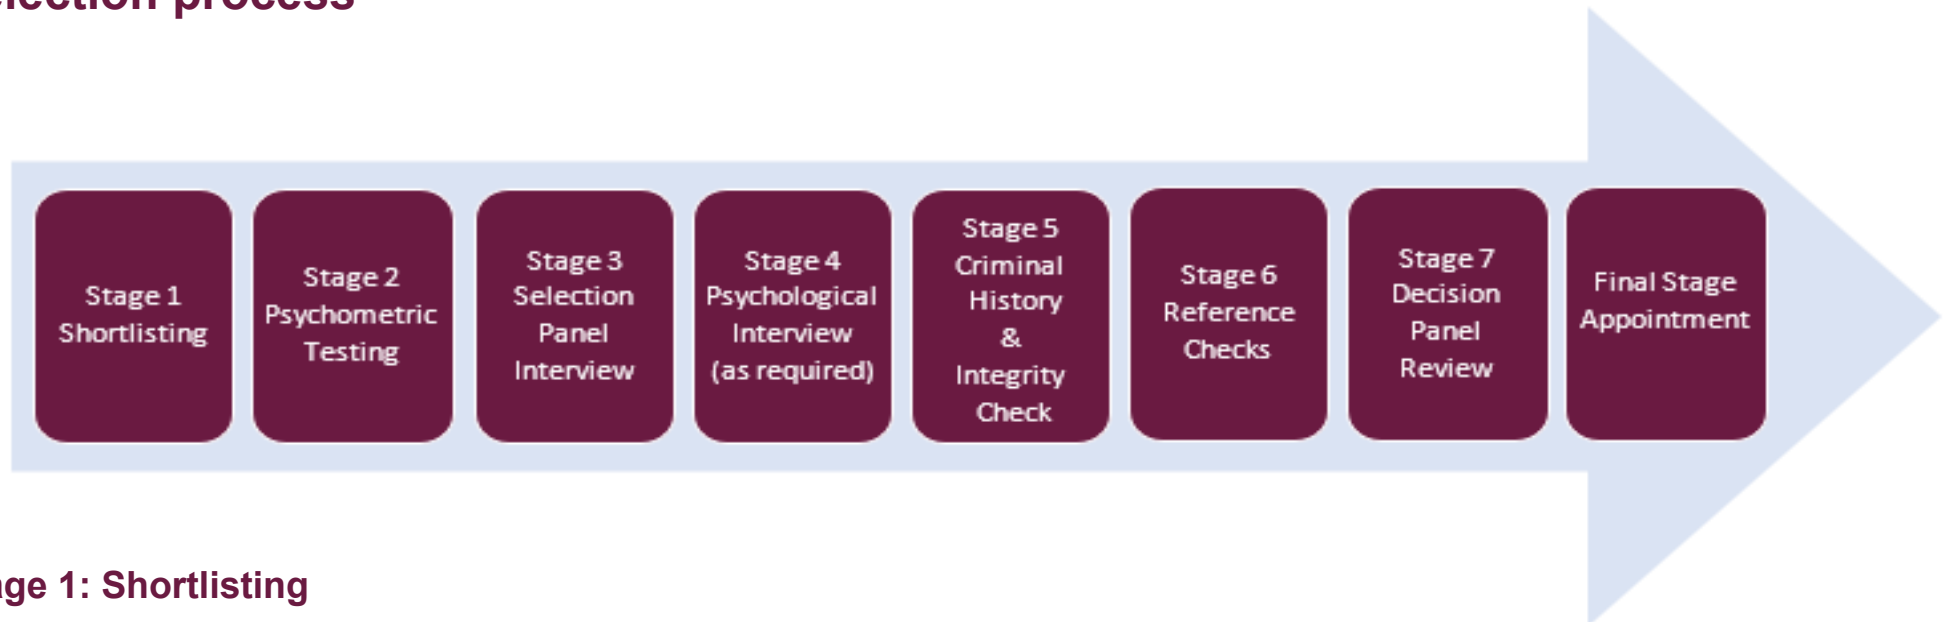 election process
Stage 1
Shortlisting
Stage 2
Psychometric
Testing
Stage 3
Selection
Panel
Interview
Stage 4
Psychological
Interview
(as required)
Stage 5
Criminal
History
&
Integrity
Check
Stage 6
Reference
Checks
Stage 7
Decision
Panel
Review
Final Stage
Appointment
age 1: Shortlisting